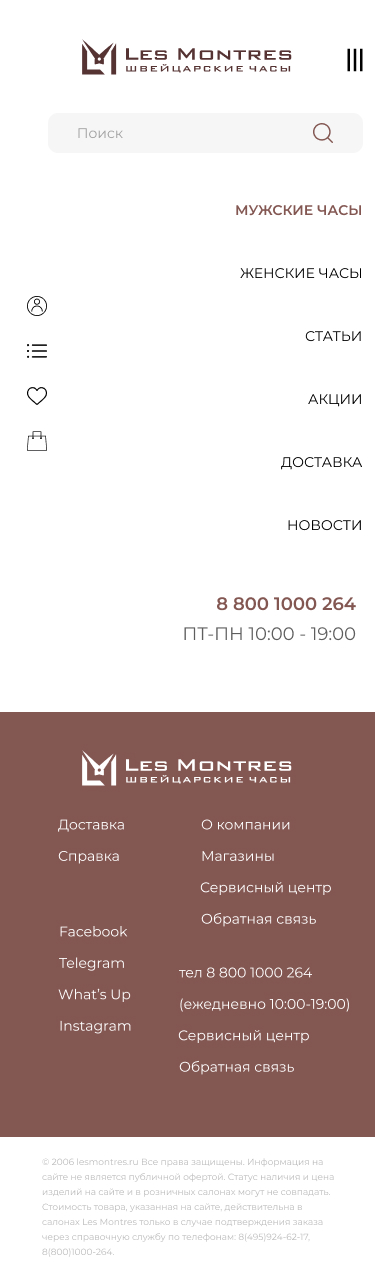 LES MONTRES
ШВЕЙЦАРСКИЕ ЧАСЫ
Поиск
МУЖСКИЕ ЧАСЫ
ЖЕНСКИЕ ЧАСЫ
СТАТЬИ
АКЦИИ
ДОСТАВКА
НОВОСТИ
8 800 1000 264
ПТ-ПН 10:00 - 19:00
LES MONTRES
ШВЕЙЦАРСКИЕ ЧАСЫ
Доставка
Справка
О компании
Магазины
Сервисный центр
Обратная связь
Facebook
Telegram
What's Up
Instagram
тел 8 800 1000 264
(ежедневно 10:00-19:00)
Сервисный центр
Обратная связь
© 2006 lesmontres.ru Все права защищены. Информация на
сайте не является публичной офертой. Статус наличия и цена
изделий на сайте и в розничных салонах могут не совпадать.
Стоимость товара, указанная на сайте, действительна в
салонах Les Montres только в случае подтверждения заказа
через справочную службу по телефонам: 8(495)924-62-17,
8(800)1000-264.